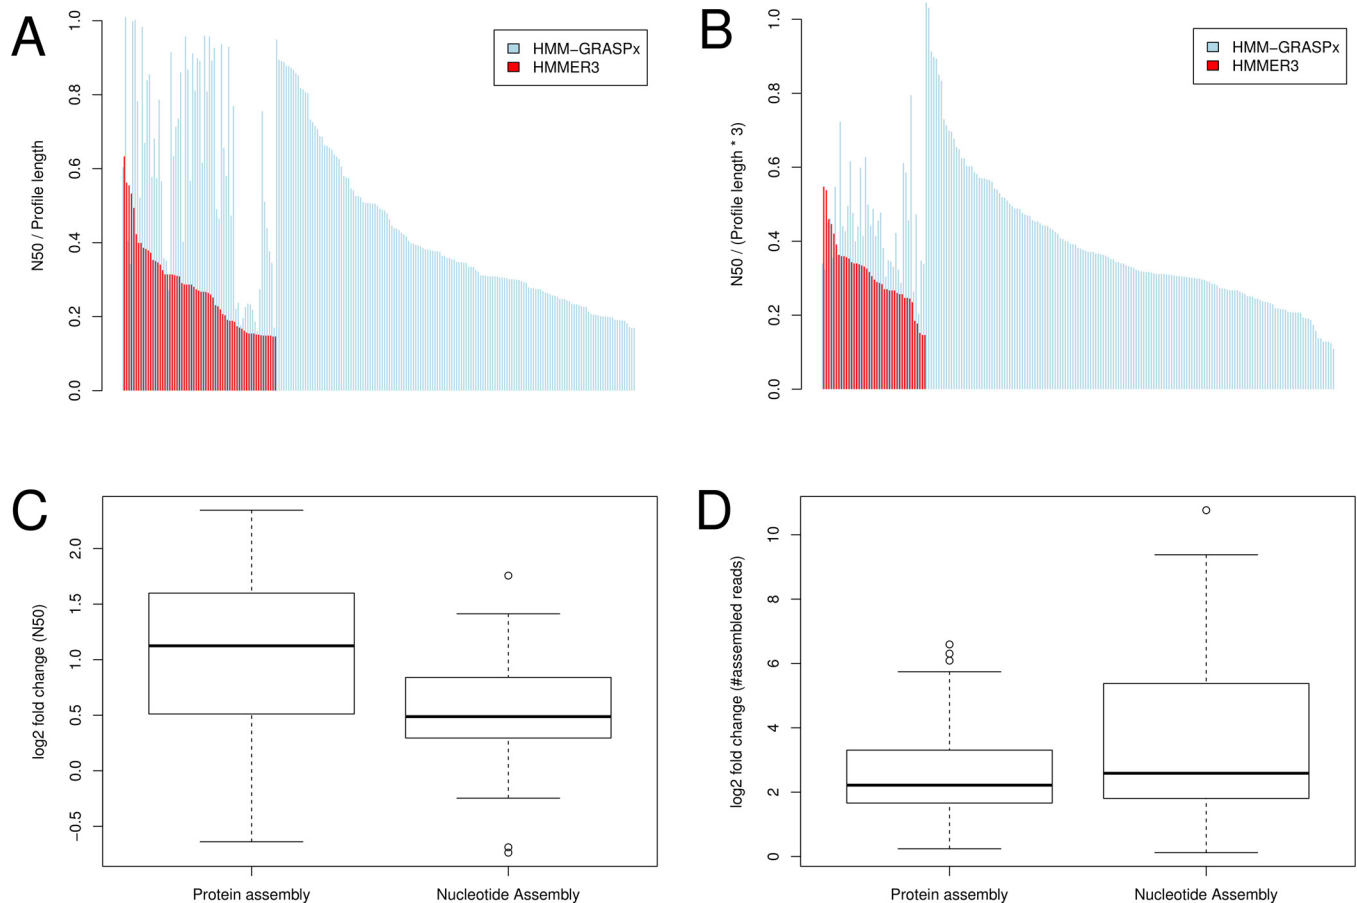 A
N50 / Profile length
1.0
0.8
0.6
0.4
0.2
0.0
HMM−GRASPx
HMMER3
B
N50 / (Profile length * 3)
1.0
0.8
0.6
0.4
0.2
0.0
HMM−GRASPx
HMMER3
C
log2 fold change (N50)
2.0
1.5
1.0
0.5
0.0
−0.5
Protein assembly
Nucleotide Assembly
D
log2 fold change (#assembled reads)
10
8
6
4
2
0
Protein assembly
Nucleotide Assembly